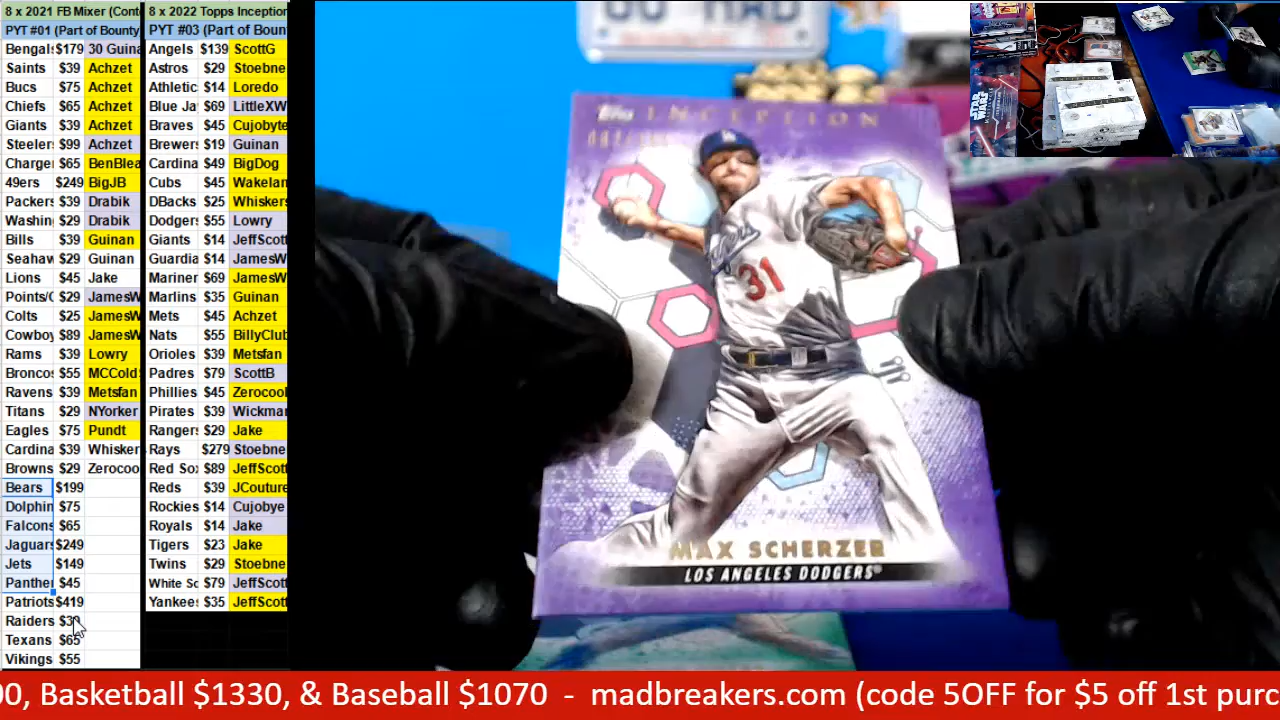 8 x 2021 FB Mixer (Cont
PYT #01 (Part of Bounty
Bengals $179 30 Guina
Saints $39 Achzet
Bucs $75 Achzet
Chiefs $65 Achzet
Giants $39 Achzet
Steelers $99 Achzet
Charge $65 BenBlea
49ers $249 BigJB
Packers $39 Drabik
Washin $29 Drabik
Bills $39 Guinan
Seahaw $29 Guinan
Lions $45 Jake
Points/C $29 JamesW
Colts $25 JamesW
Cowboy $89 JamesW
Rams $39 Lowry
Broncos $55 MCCold
Ravens $39 Metsfan
Titans $29 NYorker
Eagles $75 Pundt
Cardina $39 Whisker
Browns $29 Zerocoo
Bears $199
Dolphin $75
Falcons $65
Jaguars $249
Jets $149
Panther $45
Patriots $419
Raiders $39
Texans $65
Vikings $55
8 x 2022 Topps Inception
PYT #03 (Part of Boun
Angels $139 ScottG
Astros $29 Stoebne
Athletic $14 Loredo
Blue Ja $69 LittleXW
Braves $45 Cujobyte
Brewers $19 Guinan
Cardina $49 BigDog
Cubs $45 Wakelan
DBacks $25 Whiskers
Dodgers $55 Lowry
Giants $14 JeffScott
Guardia $14 JamesW
Mariner $69 JamesW
Marlins $35 Guinan
Mets $45 Achzet
Nats $55 BillyClub
Orioles $39 Metsfan
Padres $79 ScottB
Phillies $45 Zerocool
Pirates $39 Wickman
Rangers $29 Jake
Rays $279 Stoebne
Red So $89 JeffScott
Reds $39 JCouture
Rockies $14 Cujobye
Royals $14 Jake
Tigers $23 Jake
Twins $29 Stoebne
White So $79 JeffScott
Yankees $35 JeffScott
Topps INCEPTION
Dodgers
31
MAX SCHERZER
LOS ANGELES DODGERS®
STAR WARS
00, Basketball $1330, & Baseball $1070 - madbreakers.com (code 5OFF for $5 off 1st purc